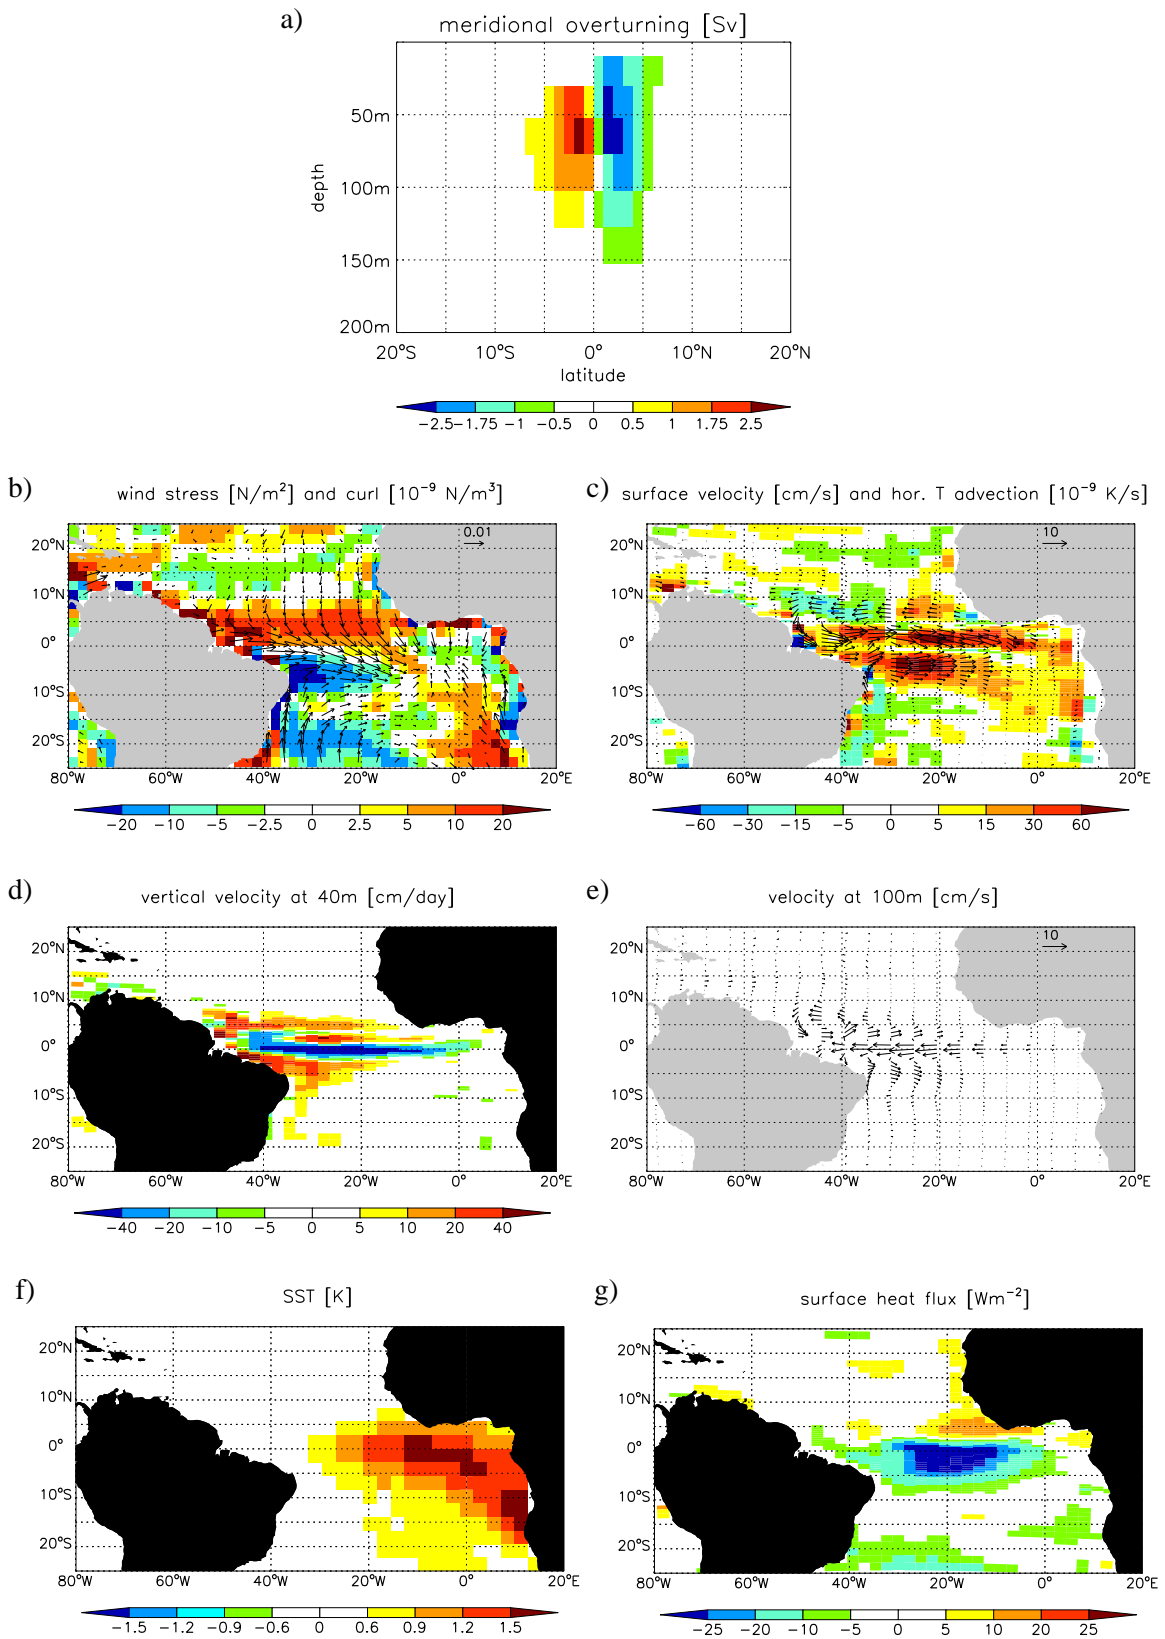 a)
meridional overturning [Sv]
50m
100m
150m
200m
depth
20°S 10°S 0° 10°N 20°N
latitude
-2.5 -1.75 -1 -0.5 0 0.5 1 1.75 2.5
b)
wind stress [N/m²] and curl [10⁻⁹ N/m³]
0.01
20°N
10°N
0°
10°S
20°S
80°W 60°W 40°W 20°W 0° 20°E
-20 -10 -5 -2.5 0 2.5 5 10 20
c)
surface velocity [cm/s] and hor. T advection [10⁻⁹ K/s]
10
20°N
10°N
0°
10°S
20°S
80°W 60°W 40°W 20°W 0° 20°E
-60 -30 -15 -5 0 5 15 30 60
d)
vertical velocity at 40m [cm/day]
20°N
10°N
0°
10°S
20°S
80°W 60°W 40°W 20°W 0° 20°E
-40 -20 -10 -5 0 5 10 20 40
e)
velocity at 100m [cm/s]
10
20°N
10°N
0°
10°S
20°S
80°W 60°W 40°W 20°W 0° 20°E
f)
SST [K]
20°N
10°N
0°
10°S
20°S
80°W 60°W 40°W 20°W 0° 20°E
-1.5 -1.2 -0.9 -0.6 0 0.6 0.9 1.2 1.5
g)
surface heat flux [Wm⁻²]
20°N
10°N
0°
10°S
20°S
80°W 60°W 40°W 20°W 0° 20°E
-25 -20 -10 -5 0 5 10 20 25